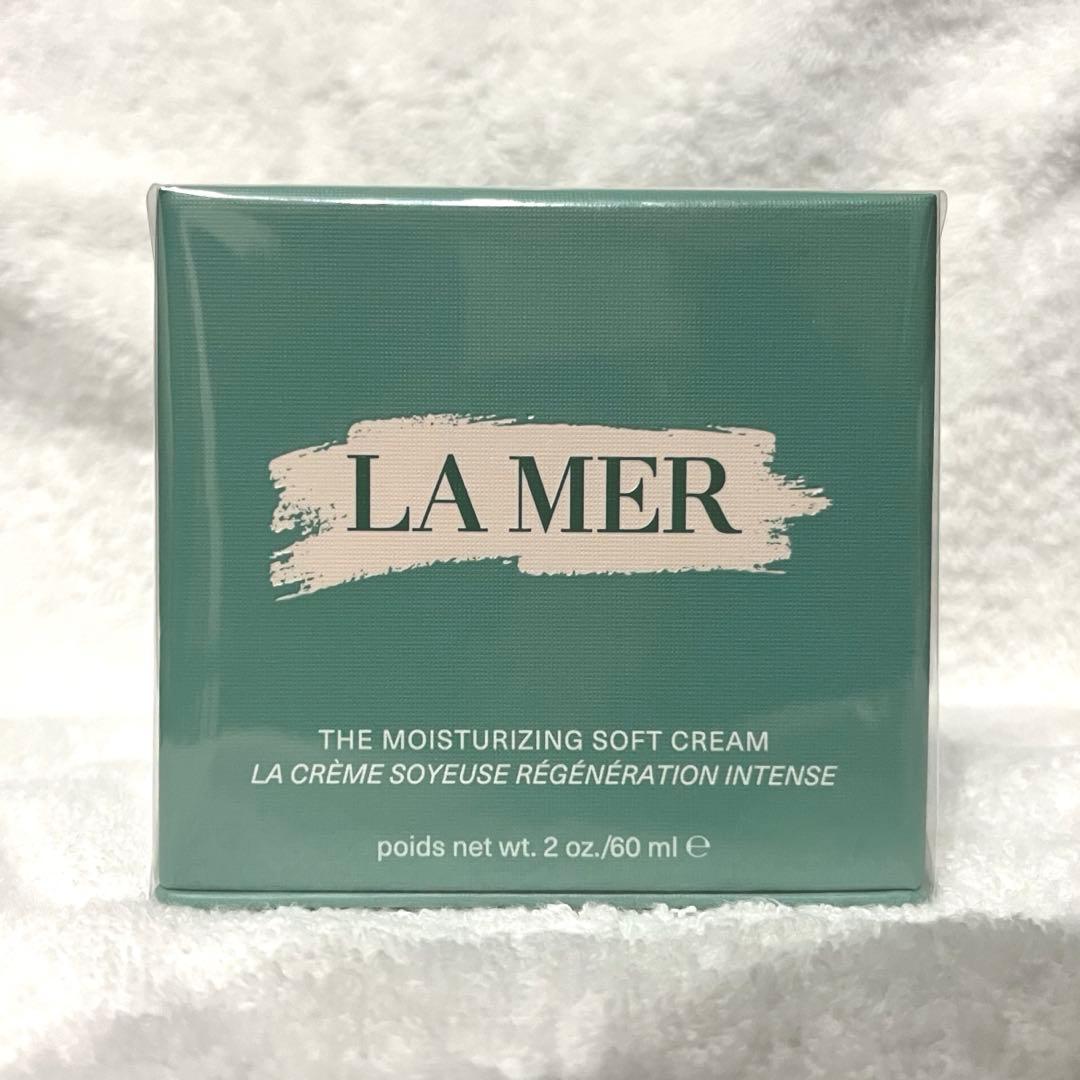 LA MER
THE MOISTURIZING SOFT CREAM
LA CRÈME SOYEUSE RÉGÉNÉRATION INTENSE
poids net wt. 2 oz./60 ml ℮